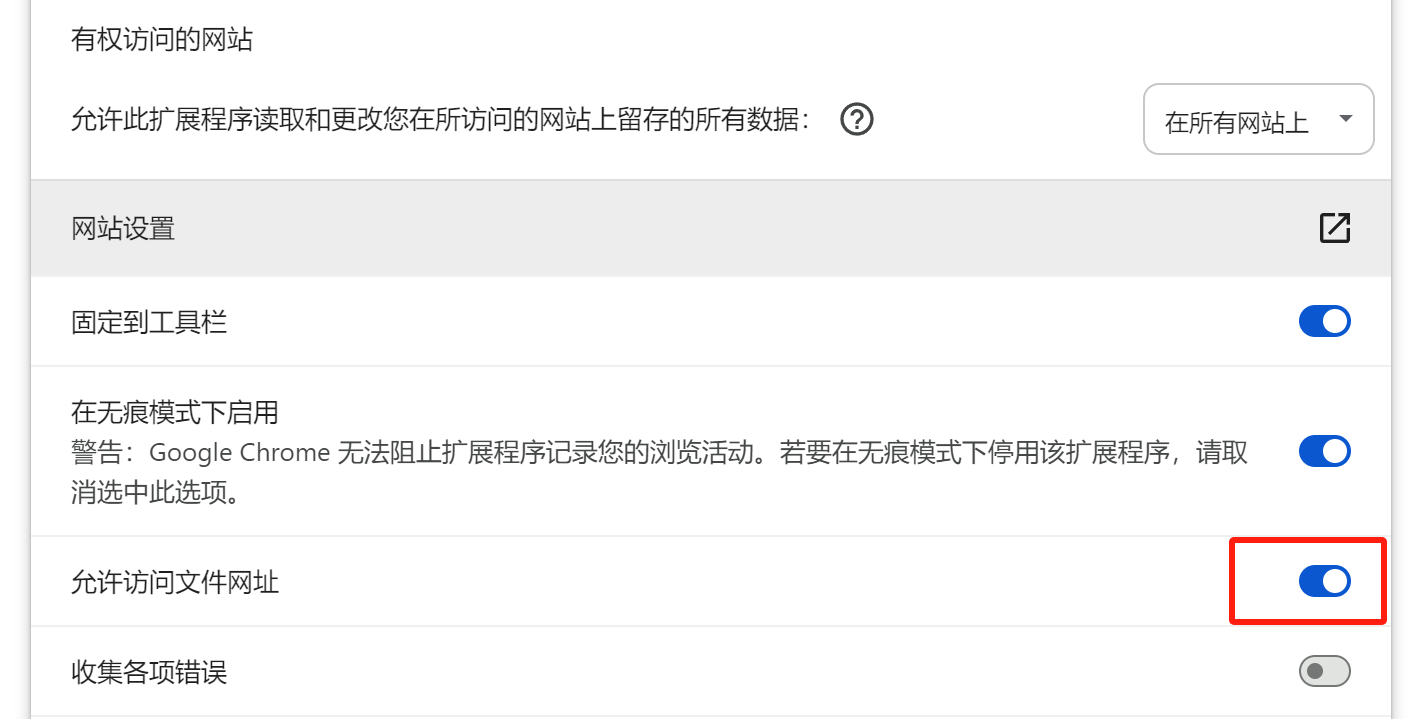 有权访问的网站
允许此扩展程序读取和更改您在所访问的网站上留存的所有数据：
在所有网站上
网站设置
固定到工具栏
在无痕模式下启用
警告：Google Chrome 无法阻止扩展程序记录您的浏览活动。若要在无痕模式下停用该扩展程序，请取
消选中此选项。
允许访问文件网址
收集各项错误